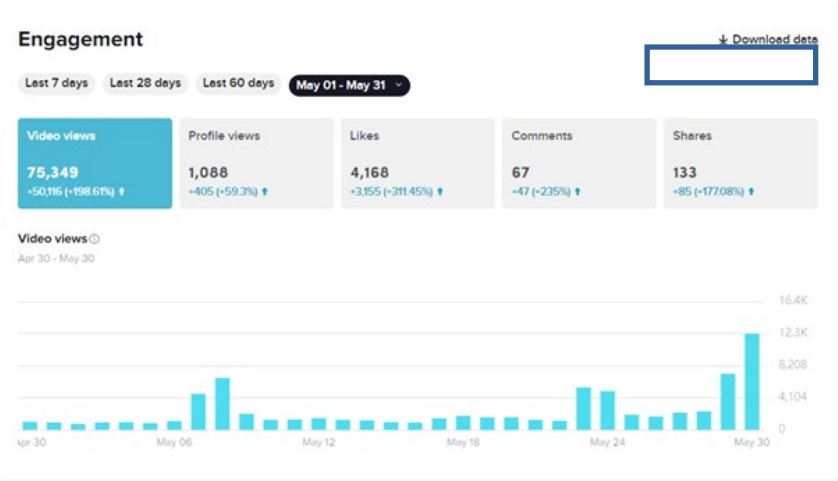 Engagement
Download data
Last 7 days Last 28 days Last 60 days May 01 - May 31
Video views Profile views Likes Comments Shares
75,349 1,088 4,168 67 133
+50,116 (+198.61%) +405 (+59.3%) +3,155 (+311.45%) +47 (+235%) +85 (+177.08%)
Video views
Apr 30 - May 30
16.4K
12.3K
8,208
4,104
0
Apr 30 May 06 May 12 May 18 May 24 May 30